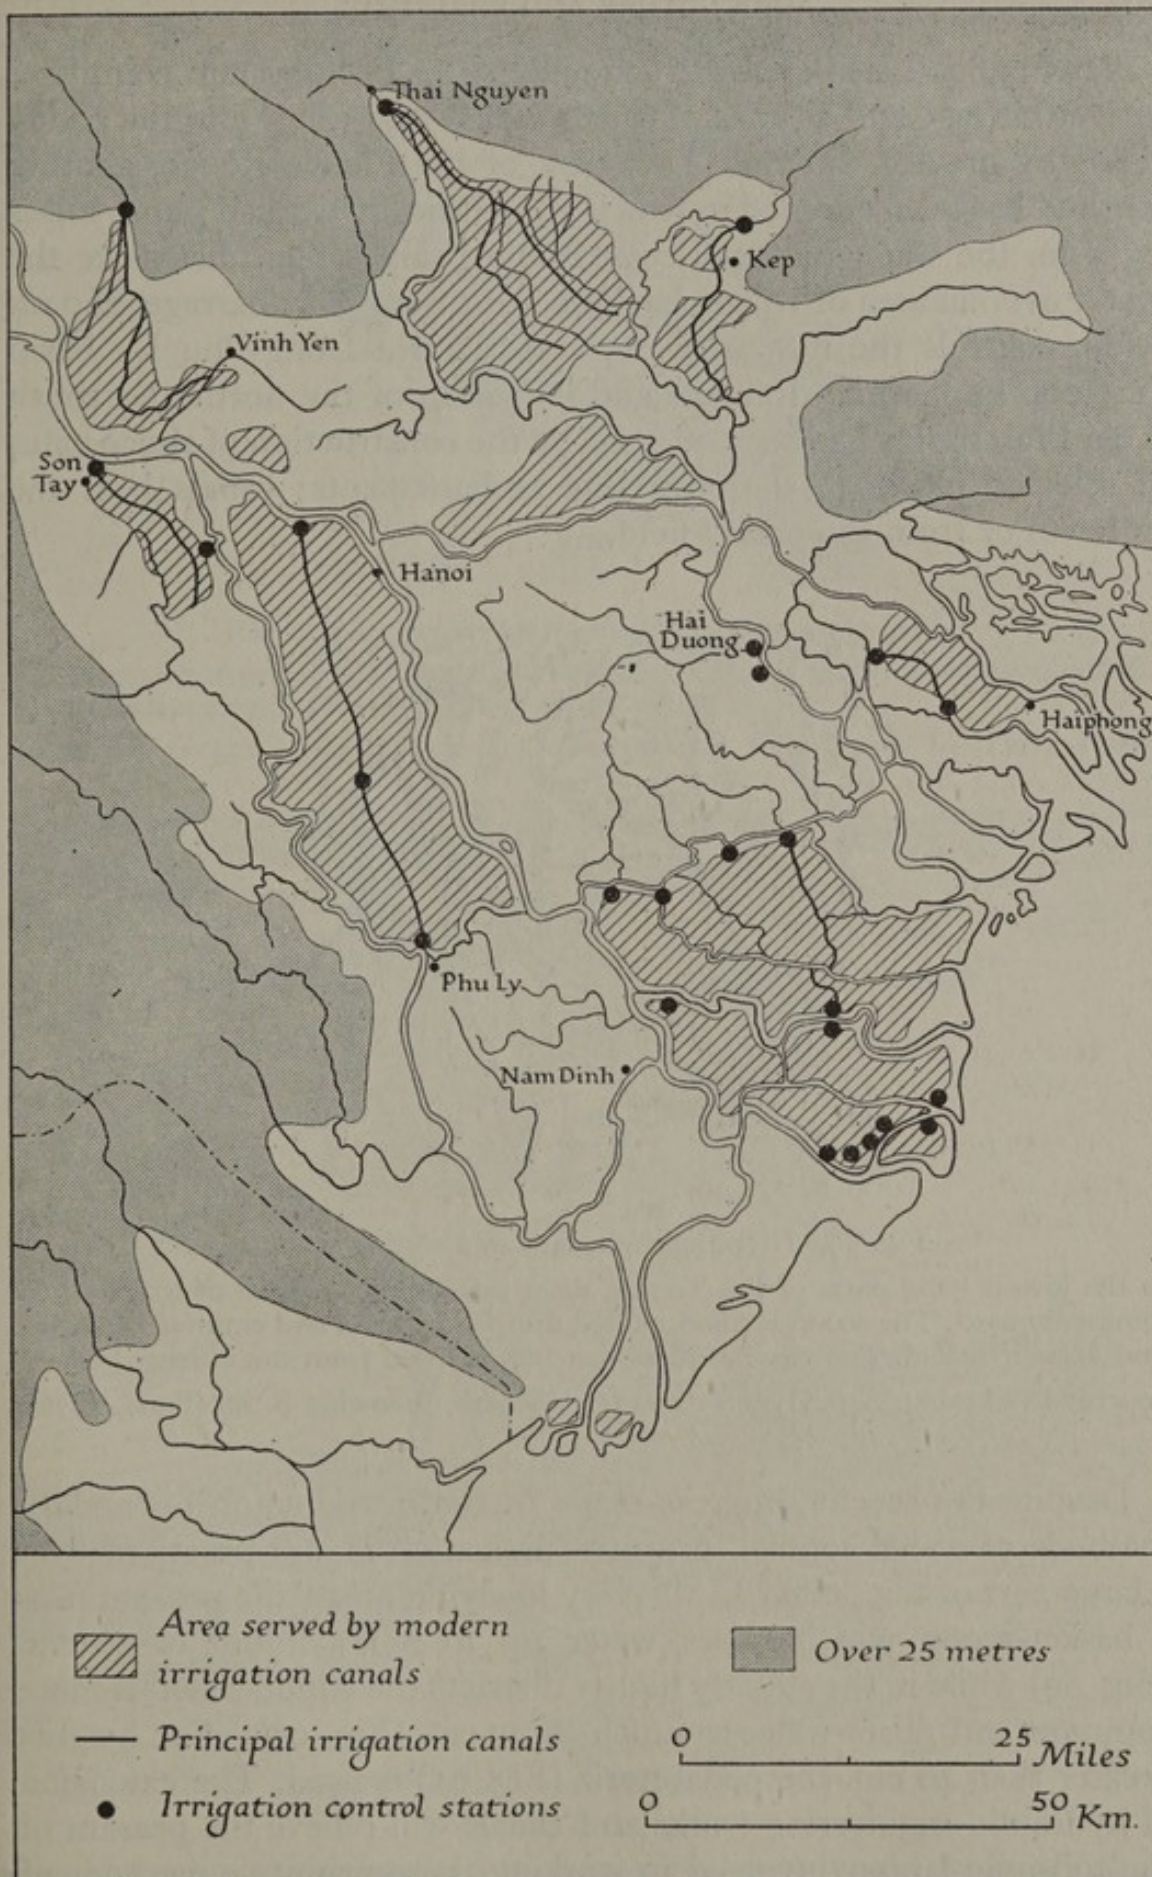 Thai Nguyen
Kep
Vinh Yen
Son
Tay
Hanoi
Hai
Duong
Haiphong
Phu Ly
Nam Dinh
Area served by modern
irrigation canals
Over 25 metres
Principal irrigation canals
0 25 Miles
Irrigation control stations
0 50 Km.